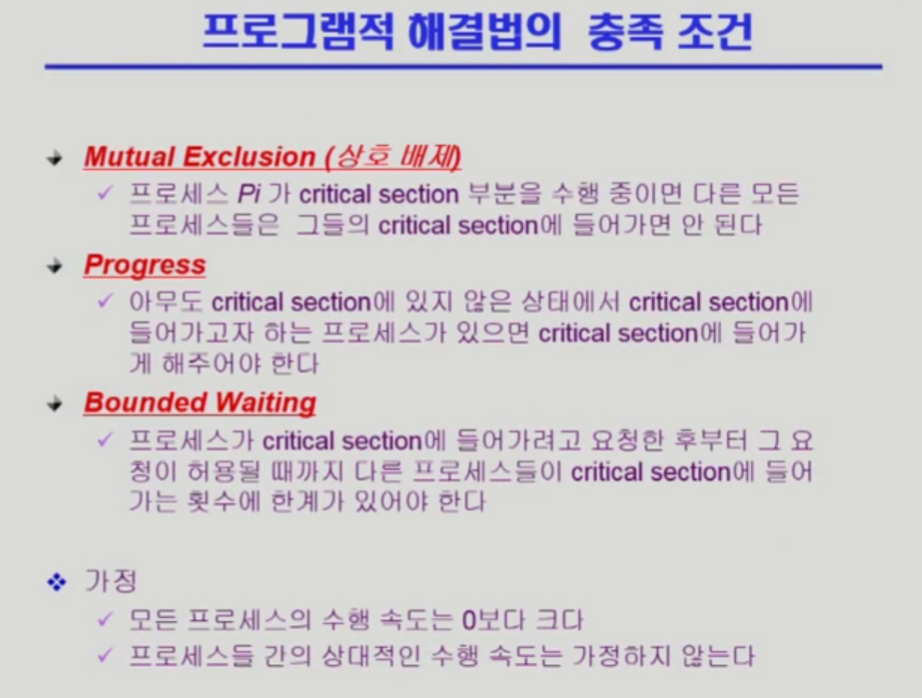 프로그램적 해결법의 충족 조건
Mutual Exclusion (상호 배제)
프로세스 Pi 가 critical section 부분을 수행 중이면 다른 모든
프로세스들은 그들의 critical section에 들어가면 안 된다
Progress
아무도 critical section에 있지 않은 상태에서 critical section에
들어가고자 하는 프로세스가 있으면 critical section에 들어가
게 해주어야 한다
Bounded Waiting
프로세스가 critical section에 들어가려고 요청한 후부터 그 요
청이 허용될 때까지 다른 프로세스들이 critical section에 들어
가는 횟수에 한계가 있어야 한다
가정
모든 프로세스의 수행 속도는 0보다 크다
프로세스들 간의 상대적인 수행 속도는 가정하지 않는다